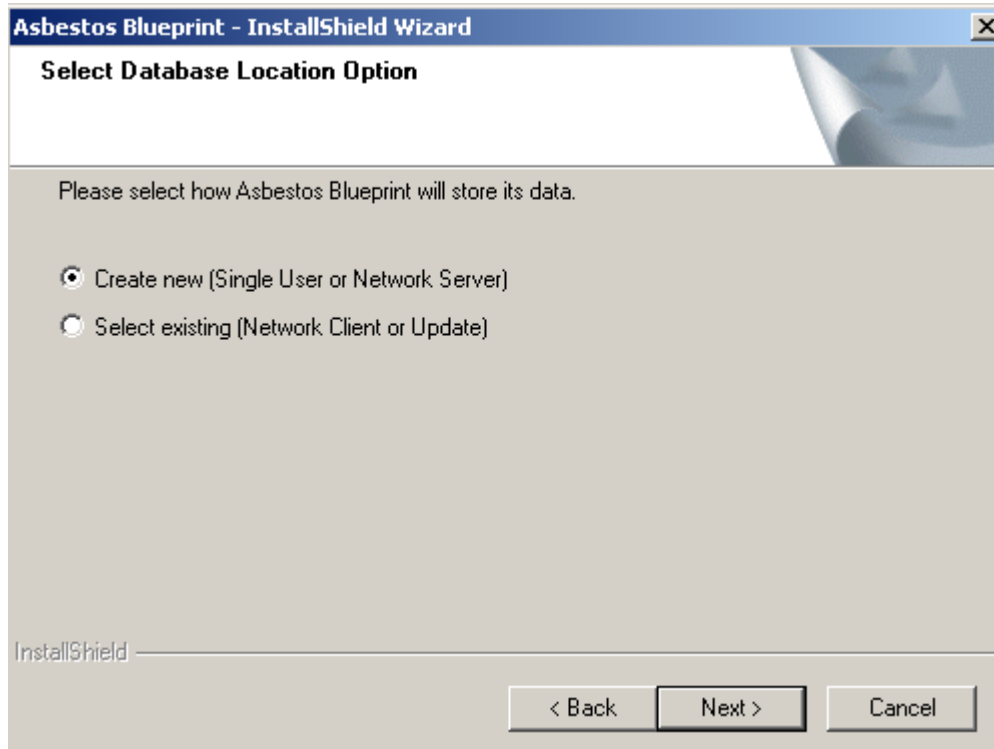 Asbestos Blueprint - InstallShield Wizard
Select Database Location Option
Please select how Asbestos Blueprint will store its data.
Create new (Single User or Network Server)
Select existing (Network Client or Update)
InstallShield
< Back Next > Cancel